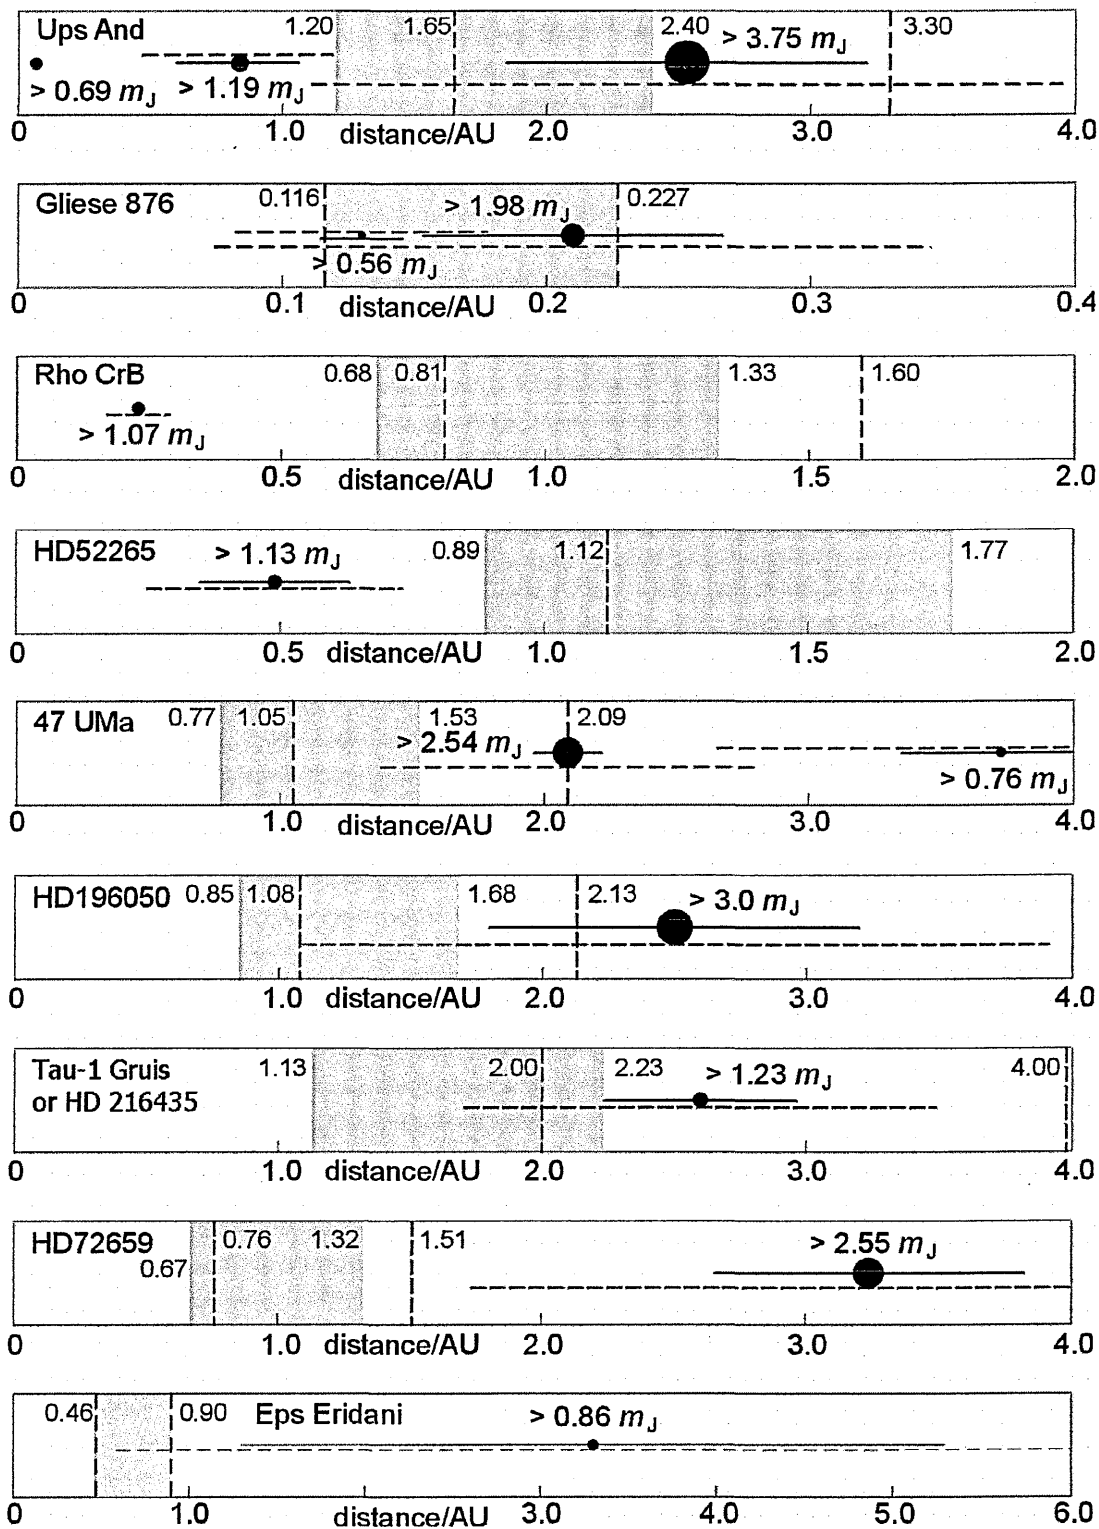 Ups And 1.20 1.65 2.40 > 3.75 mJ 3.30
> 0.69 mJ > 1.19 mJ
0 1.0 distance/AU 2.0 3.0 4.0
Gliese 876 0.116 > 1.98 mJ 0.227
> 0.56 mJ
0 0.1 distance/AU 0.2 0.3 0.4
Rho CrB 0.68 0.81 1.33 1.60
> 1.07 mJ
0 0.5 distance/AU 1.0 1.5 2.0
HD52265 > 1.13 mJ 0.89 1.12 1.77
0 0.5 distance/AU 1.0 1.5 2.0
47 UMa 0.77 1.05 1.53 2.09
> 2.54 mJ
> 0.76 mJ
0 1.0 distance/AU 2.0 3.0 4.0
HD196050 0.85 1.08 1.68 2.13 > 3.0 mJ
0 1.0 distance/AU 2.0 3.0 4.0
Tau-1 Gruis 1.13 2.00 2.23 > 1.23 mJ 4.00
or HD 216435
0 1.0 distance/AU 2.0 3.0 4.0
HD72659 0.76 1.32 1.51 > 2.55 mJ
0.67
0 1.0 distance/AU 2.0 3.0 4.0
0.46 0.90 Eps Eridani > 0.86 mJ
0 1.0 distance/AU 3.0 4.0 5.0 6.0